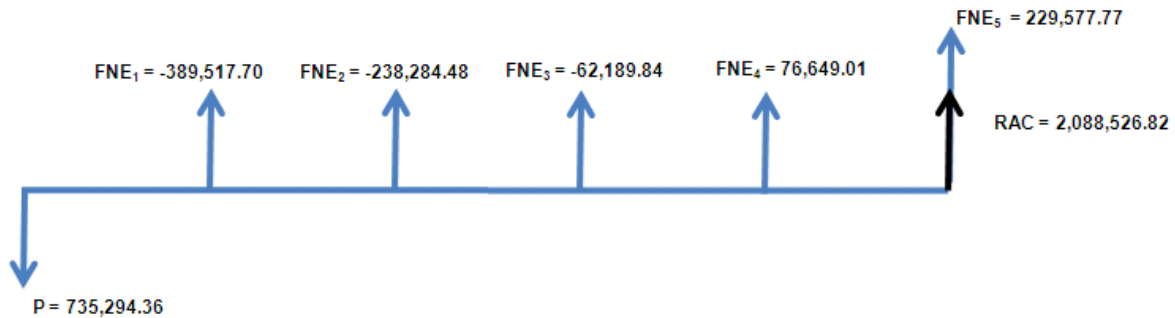 FNE₅ = 229,577.77
FNE₁ = -389,517.70
FNE₂ = -238,284.48
FNE₃ = -62,189.84
FNE₄ = 76,649.01
RAC = 2,088,526.82
P = 735,294.36